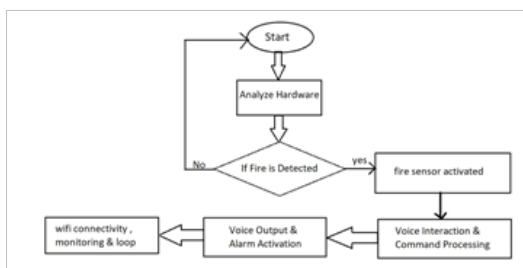 Start
Analyze Hardware
If Fire is Detected
No
yes
fire sensor activated
Voice Interaction &
Command Processing
Voice Output &
Alarm Activation
wifi connectivity ,
monitoring & loop